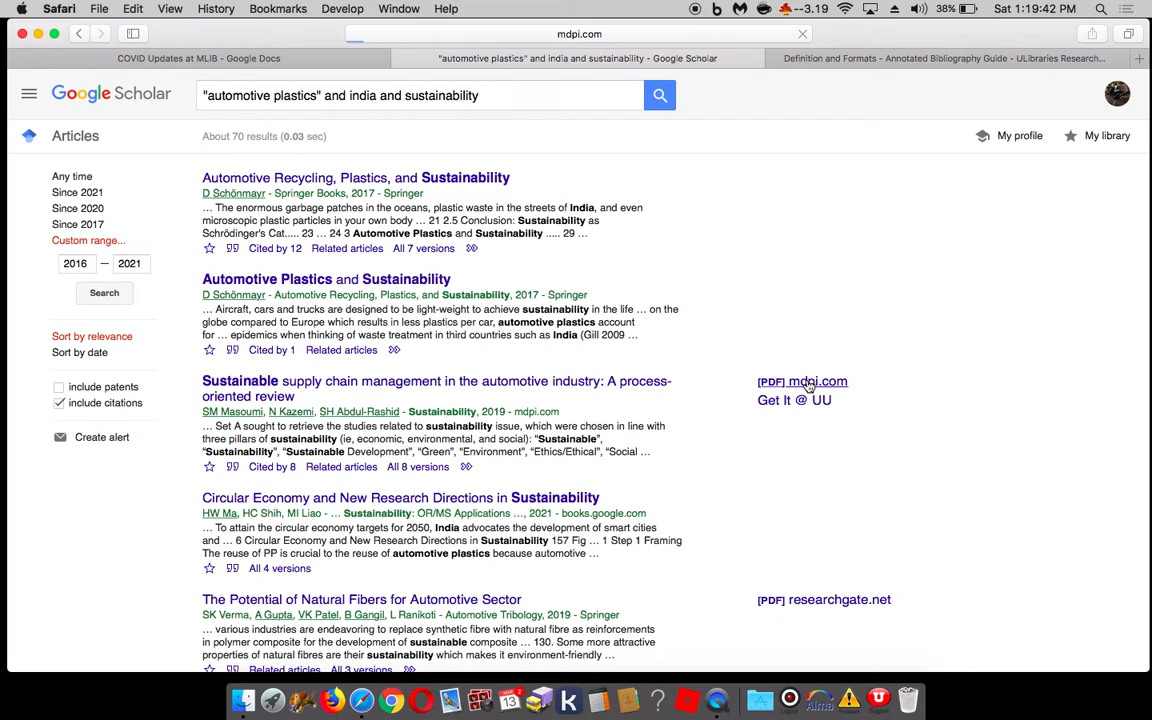 Safari File Edit View History Bookmarks Develop Window Help --3.19 38% Sat 1:19:42 PM
mdpi.com
COVID Updates at MLIB - Google Docs
"automotive plastics" and india and sustainability - Google Scholar
Definition and Formats - Annotated Bibliography Guide - ULibraries Research...
Google Scholar
"automotive plastics" and india and sustainability
Articles
About 70 results (0.03 sec)
My profile
My library
Any time
Since 2021
Since 2020
Since 2017
Custom range...
2016 — 2021
Search
Sort by relevance
Sort by date
include patents
include citations
Create alert
Automotive Recycling, Plastics, and Sustainability
D Schönmayr - Springer Books, 2017 - Springer
... The enormous garbage patches in the oceans, plastic waste in the streets of India, and even
microscopic plastic particles in your own body ... 21 2.5 Conclusion: Sustainability as
Schrödinger's Cat..... 23 ... 24 3 Automotive Plastics and Sustainability ..... 29 ...
Cited by 12 Related articles All 7 versions
Automotive Plastics and Sustainability
D Schönmayr - Automotive Recycling, Plastics, and Sustainability, 2017 - Springer
... Aircraft, cars and trucks are designed to be light-weight to achieve sustainability in the life ... on the
globe compared to Europe which results in less plastics per car, automotive plastics account
for ... epidemics when thinking of waste treatment in third countries such as India (Gill 2009 ...
Cited by 1 Related articles
Sustainable supply chain management in the automotive industry: A process-
oriented review
SM Masoumi, N Kazemi, SH Abdul-Rashid - Sustainability, 2019 - mdpi.com
... Set A sought to retrieve the studies related to sustainability issue, which were chosen in line with
three pillars of sustainability (ie, economic, environmental, and social): "Sustainable",
"Sustainability", "Sustainable Development", "Green", "Environment", "Ethics/Ethical", "Social ...
Cited by 8 Related articles All 8 versions
[PDF] mdpi.com
Get It @ UU
Circular Economy and New Research Directions in Sustainability
HW Ma, HC Shih, MI Liao - ... Sustainability: OR/MS Applications ..., 2021 - books.google.com
... To attain the circular economy targets for 2050, India advocates the development of smart cities
and ... 6 Circular Economy and New Research Directions in Sustainability 157 Fig ... 1 Step 1 Framing
The reuse of PP is crucial to the reuse of automotive plastics because automotive ...
All 4 versions
The Potential of Natural Fibers for Automotive Sector
SK Verma, A Gupta, VK Patel, B Gangil, L Ranikoti - Automotive Tribology, 2019 - Springer
... various industries are endeavoring to replace synthetic fibre with natural fibre as reinforcements
in polymer composite for the development of sustainable composite ... 130. Some more attractive
properties of natural fibres are their sustainability which makes it environment-friendly ...
Related articles All 3 versions
[PDF] researchgate.net
MAR
13
2
K
?
Alma
U